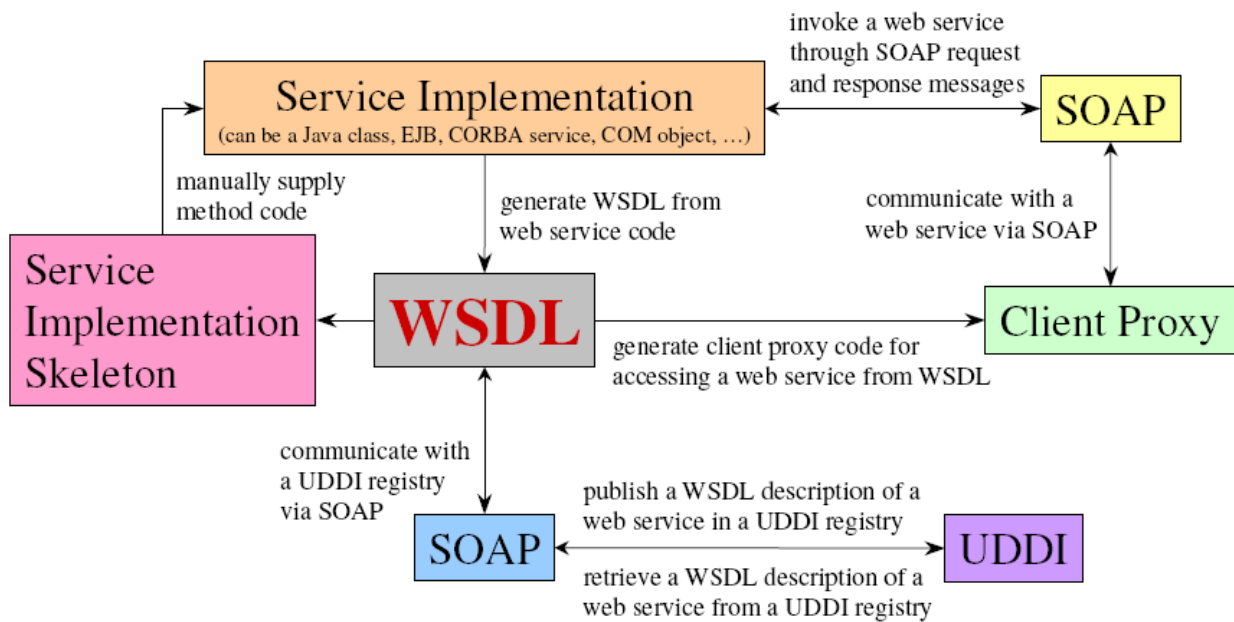 invoke a web service
through SOAP request
and response messages
Service Implementation
(can be a Java class, EJB, CORBA service, COM object, …)
SOAP
manually supply
method code
generate WSDL from
web service code
communicate with a
web service via SOAP
Service
Implementation
Skeleton
WSDL
Client Proxy
generate client proxy code for
accessing a web service from WSDL
communicate with
a UDDI registry
via SOAP
publish a WSDL description of a
web service in a UDDI registry
SOAP
UDDI
retrieve a WSDL description of a
web service from a UDDI registry